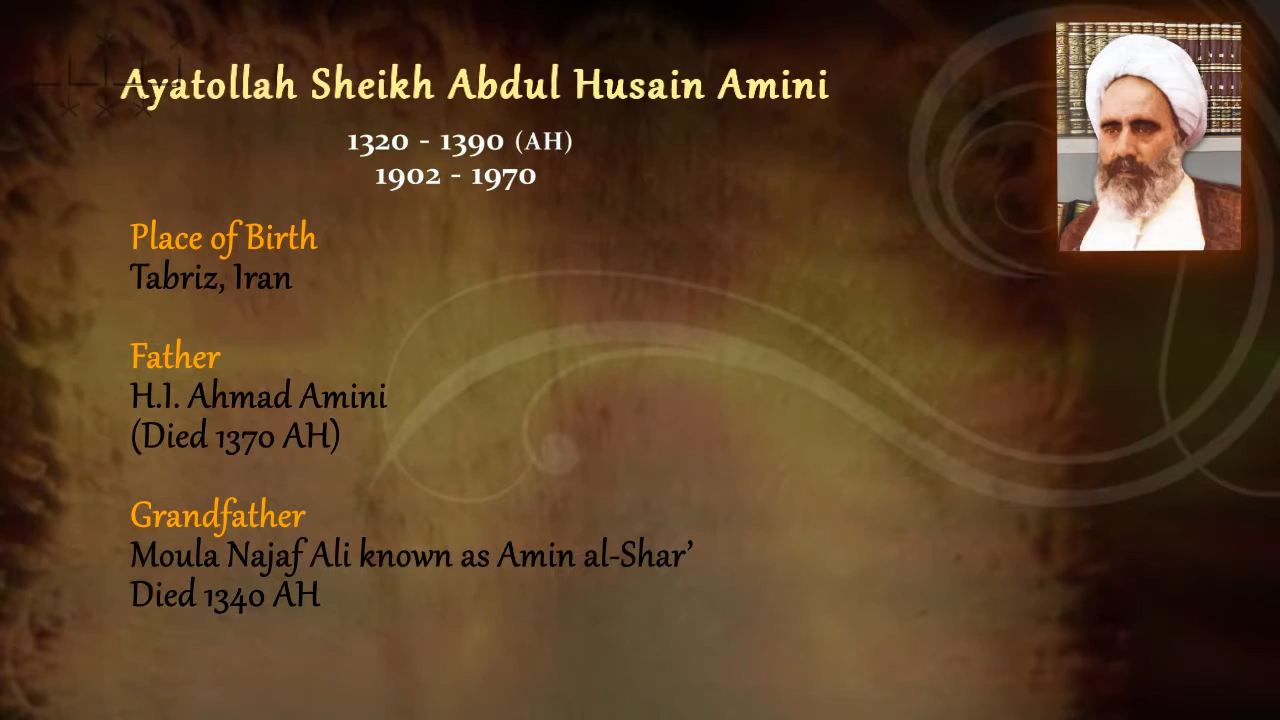 Ayatollah Sheikh Abdul Husain Amini
1320 - 1390 (AH)
1902 - 1970
Place of Birth
Tabriz, Iran
Father
H.I. Ahmad Amini
(Died 1370 AH)
Grandfather
Moula Najaf Ali known as Amin al-Shar’
Died 1340 AH